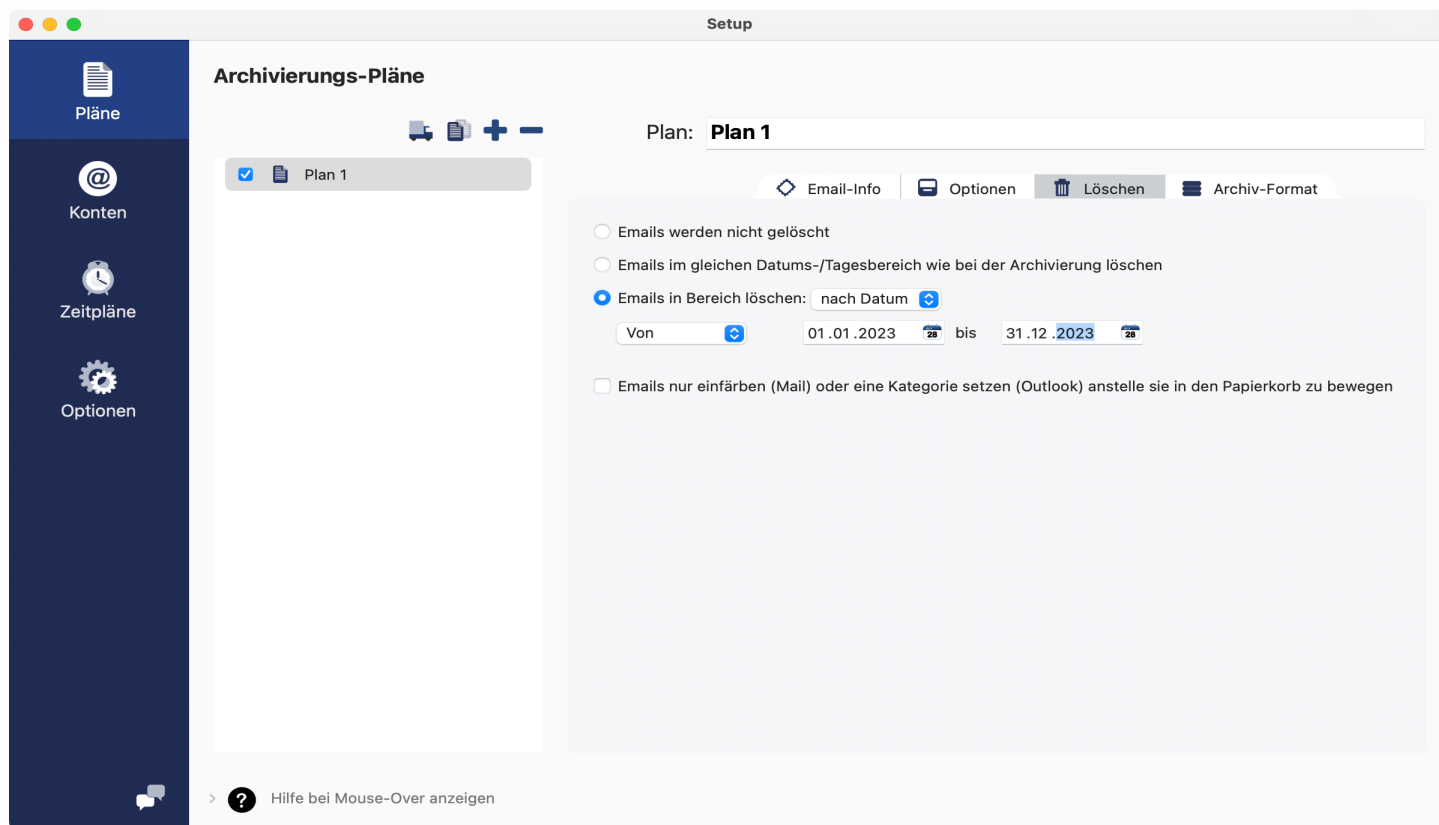 Setup
Pläne
Konten
Zeitpläne
Optionen
Archivierungs-Pläne
Plan 1
Plan: Plan 1
Email-Info Optionen Löschen Archiv-Format
Emails werden nicht gelöscht
Emails im gleichen Datums-/Tagesbereich wie bei der Archivierung löschen
Emails in Bereich löschen: nach Datum
Von 01.01.2023 28 bis 31.12.2023 28
Emails nur einfärben (Mail) oder eine Kategorie setzen (Outlook) anstelle sie in den Papierkorb zu bewegen
? Hilfe bei Mouse-Over anzeigen